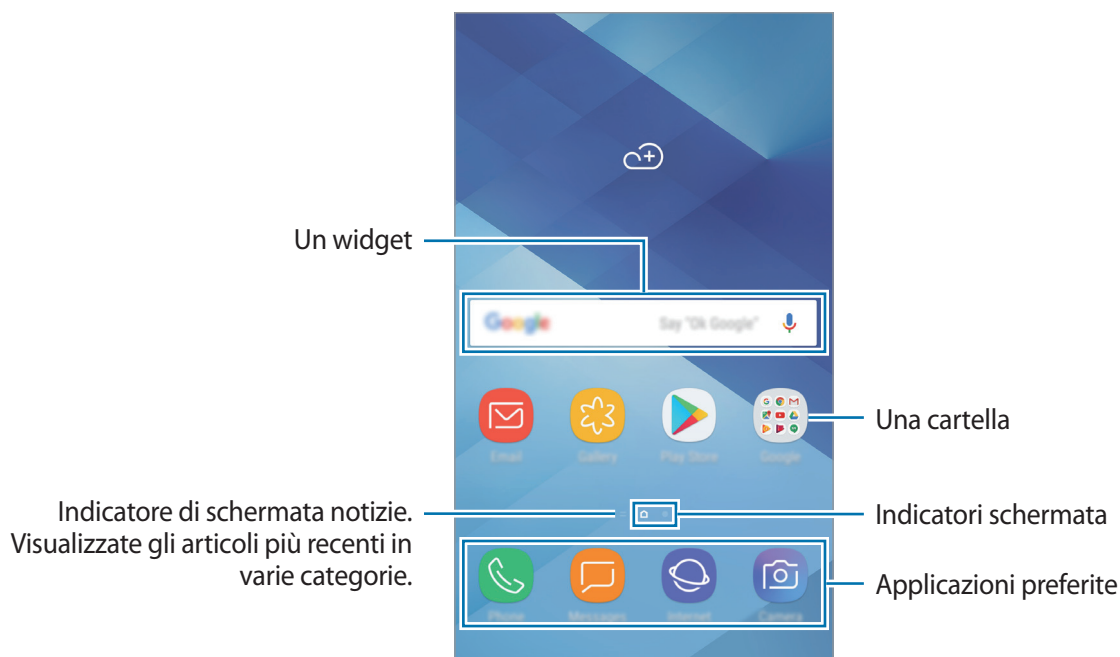 Un widget
Google Say "Ok Google"
Una cartella
Email Gallery Play Store Google
Indicatore di schermata notizie.
Visualizzate gli articoli più recenti in
varie categorie.
Indicatori schermata
Applicazioni preferite
Phone Messages Internet Camera